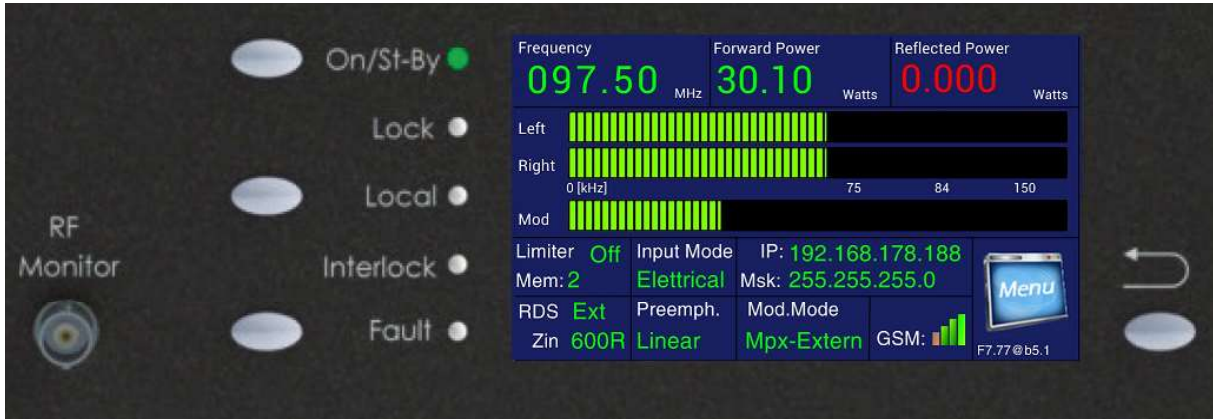 On/St-By
Lock
Local
RF
Monitor
Interlock
Fault
Frequency
097.50 MHz
Forward Power
30.10 Watts
Reflected Power
0.000 Watts
Left
Right
0 [kHz] 75 84 150
Mod
Limiter Off
Mem: 2
Input Mode
Elettrical
IP: 192.168.178.188
Msk: 255.255.255.0
Menu
RDS Ext
Zin 600R
Preemph.
Linear
Mod.Mode
Mpx-Extern
GSM:
F7.77@b5.1